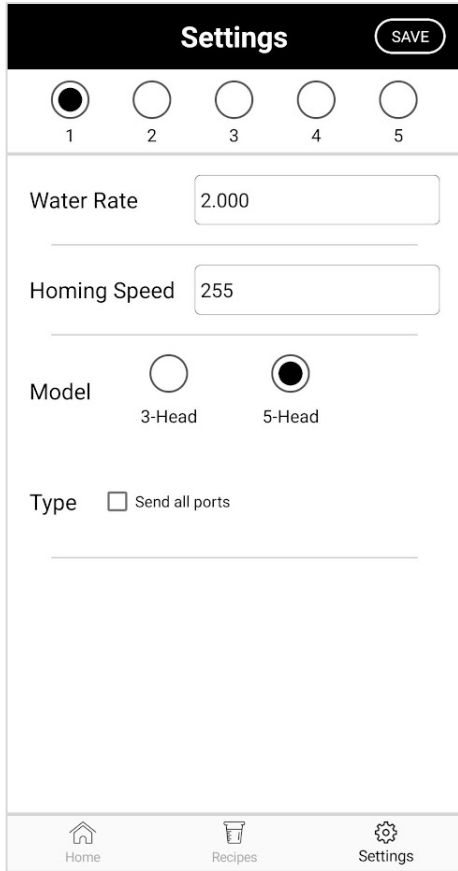 Settings SAVE
1 2 3 4 5
Water Rate 2.000
Homing Speed 255
Model
3-Head 5-Head
Type Send all ports
Home Recipes Settings